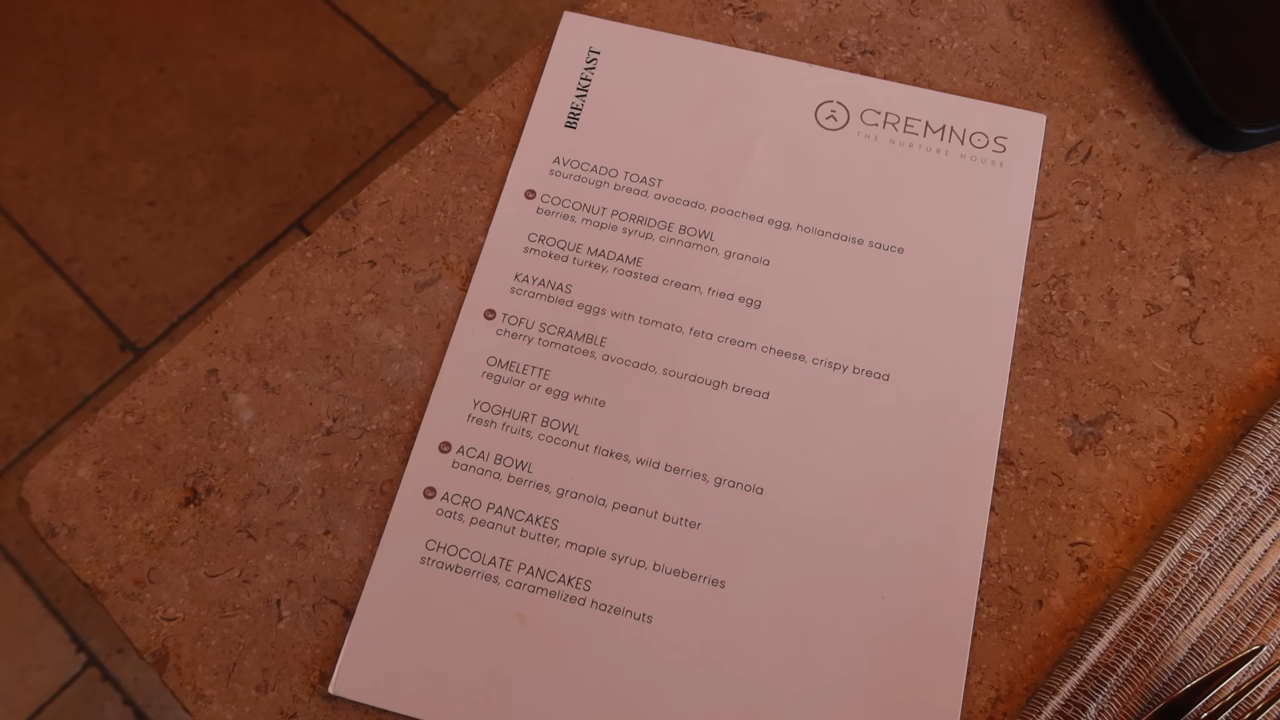 BREAKFAST
CREMNOS
THE NURTURE HOUSE
AVOCADO TOAST
sourdough bread, avocado, poached egg, hollandaise sauce
COCONUT PORRIDGE BOWL
berries, maple syrup, cinnamon, granola
CROQUE MADAME
smoked turkey, roasted cream, fried egg
KAYANAS
scrambled eggs with tomato, feta cream cheese, crispy bread
TOFU SCRAMBLE
cherry tomatoes, avocado, sourdough bread
OMELETTE
regular or egg white
YOGHURT BOWL
fresh fruits, coconut flakes, wild berries, granola
ACAI BOWL
banana, berries, granola, peanut butter
ACRO PANCAKES
oats, peanut butter, maple syrup, blueberries
CHOCOLATE PANCAKES
strawberries, caramelized hazelnuts